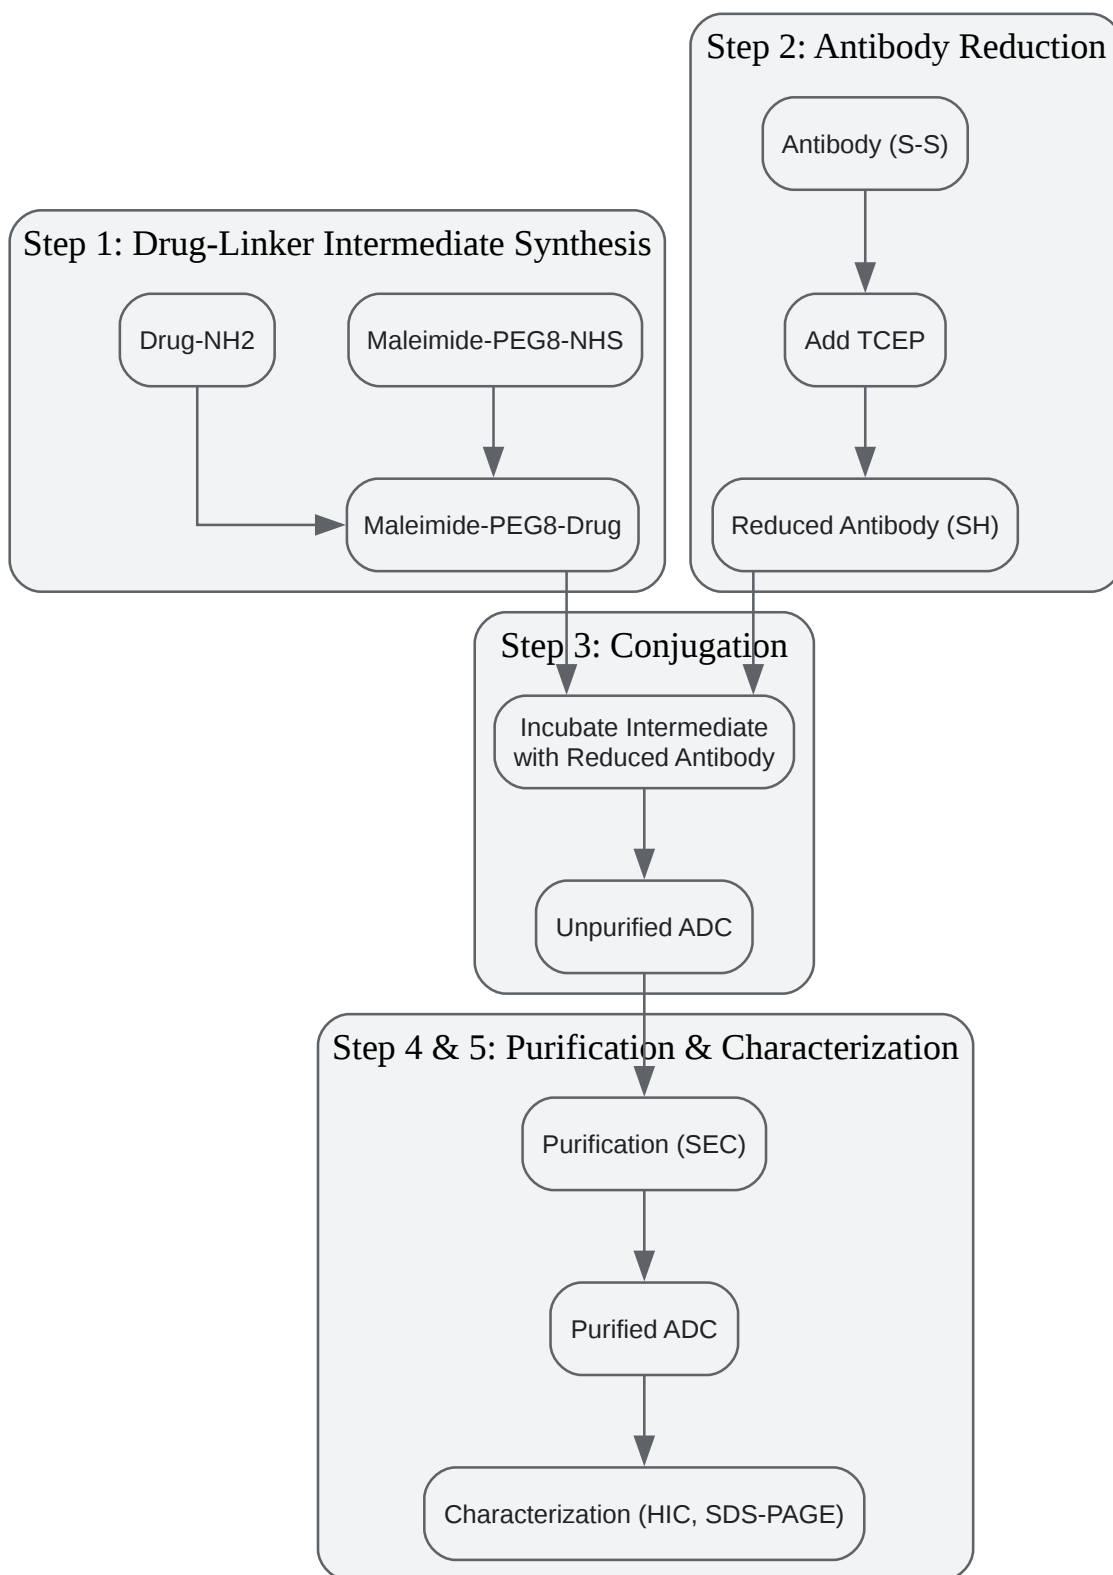 Step 1: Drug-Linker Intermediate Synthesis
Drug-NH2
Maleimide-PEG8-NHS
Maleimide-PEG8-Drug
Step 2: Antibody Reduction
Antibody (S-S)
Add TCEP
Reduced Antibody (SH)
Step 3: Conjugation
Incubate Intermediate
with Reduced Antibody
Unpurified ADC
Step 4 & 5: Purification & Characterization
Purification (SEC)
Purified ADC
Characterization (HIC, SDS-PAGE)